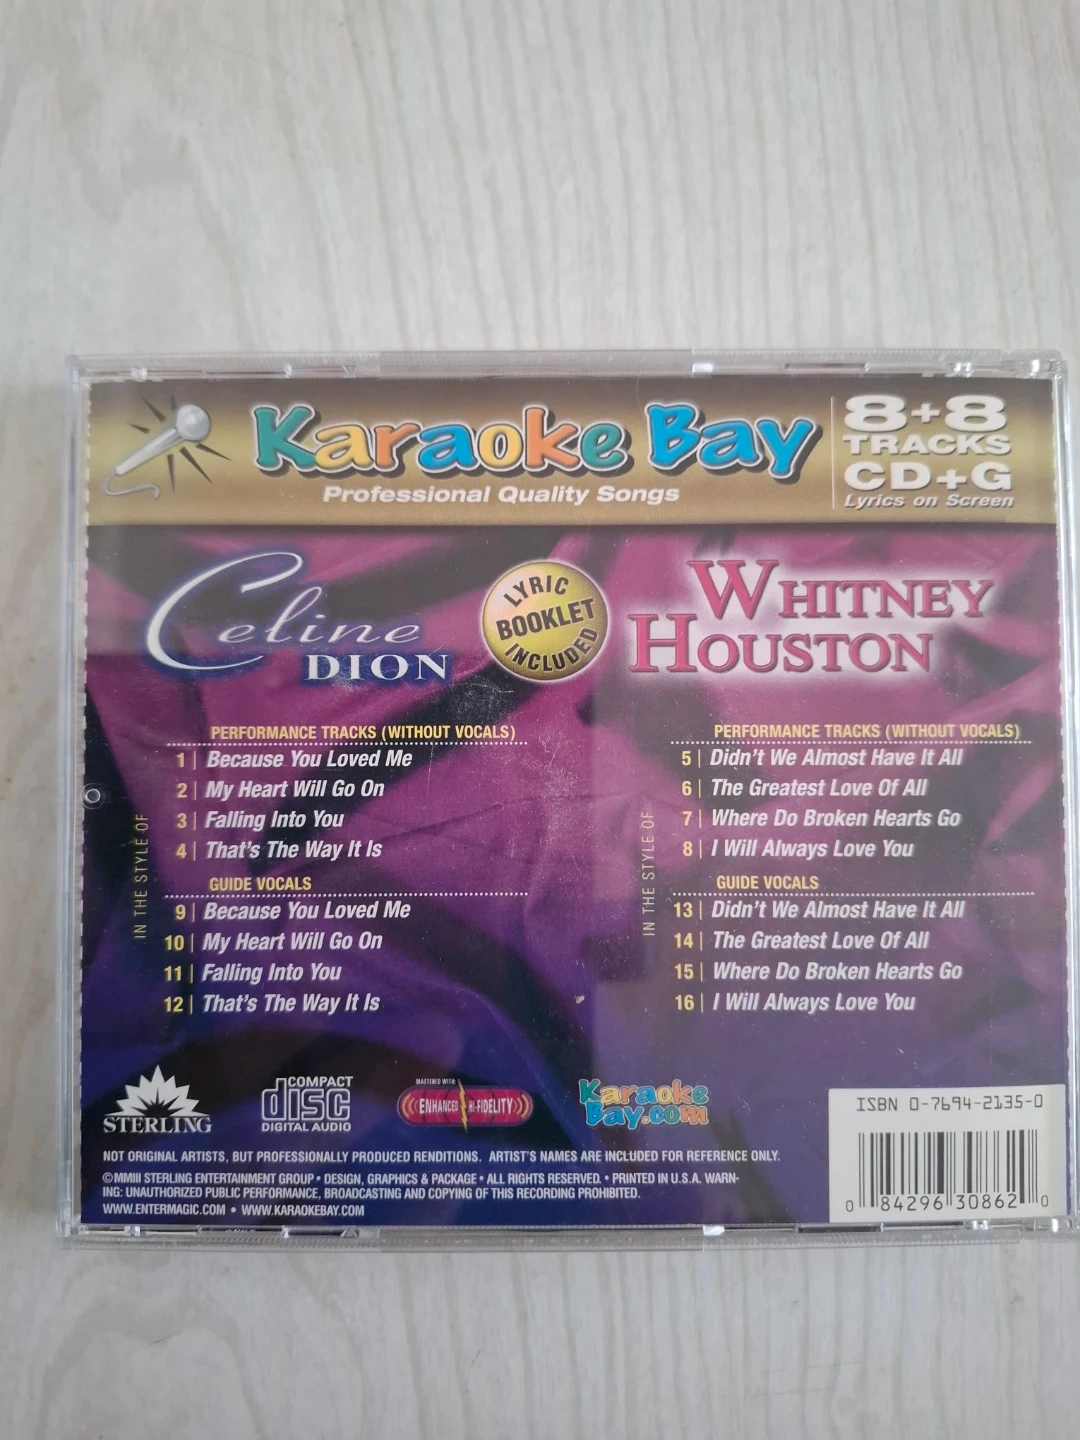 Karaoke Bay
Professional Quality Songs
8+8
TRACKS
CD+G
Lyrics on Screen
Celine
DION
LYRIC
BOOKLET
INCLUDED
WHITNEY
HOUSTON
IN THE STYLE OF
PERFORMANCE TRACKS (WITHOUT VOCALS)
1 | Because You Loved Me
2 | My Heart Will Go On
3 | Falling Into You
4 | That's The Way It Is
GUIDE VOCALS
9 | Because You Loved Me
10 | My Heart Will Go On
11 | Falling Into You
12 | That's The Way It Is
IN THE STYLE OF
PERFORMANCE TRACKS (WITHOUT VOCALS)
5 | Didn't We Almost Have It All
6 | The Greatest Love Of All
7 | Where Do Broken Hearts Go
8 | I Will Always Love You
GUIDE VOCALS
13 | Didn't We Almost Have It All
14 | The Greatest Love Of All
15 | Where Do Broken Hearts Go
16 | I Will Always Love You
STERLING
COMPACT
disc
DIGITAL AUDIO
MASTERED WITH:
ENHANCED HI-FIDELITY
Karaoke
Bay.com
ISBN 0-7694-2135-0
0 84296 30862 0
NOT ORIGINAL ARTISTS, BUT PROFESSIONALLY PRODUCED RENDITIONS. ARTIST'S NAMES ARE INCLUDED FOR REFERENCE ONLY.
©MMIII STERLING ENTERTAINMENT GROUP • DESIGN, GRAPHICS & PACKAGE • ALL RIGHTS RESERVED. • PRINTED IN U.S.A. WARN-
ING: UNAUTHORIZED PUBLIC PERFORMANCE, BROADCASTING AND COPYING OF THIS RECORDING PROHIBITED.
WWW.ENTERMAGIC.COM • WWW.KARAOKEBAY.COM